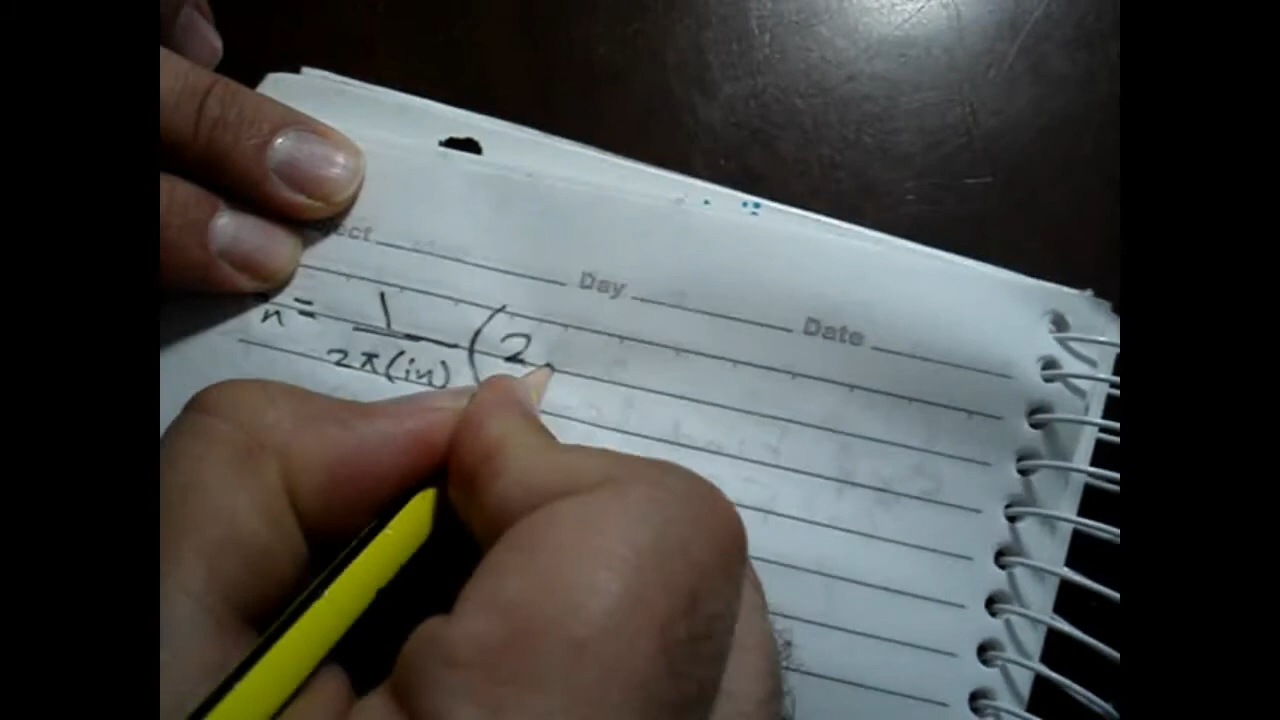 ect Day Date
n = 1/2π(in) (2